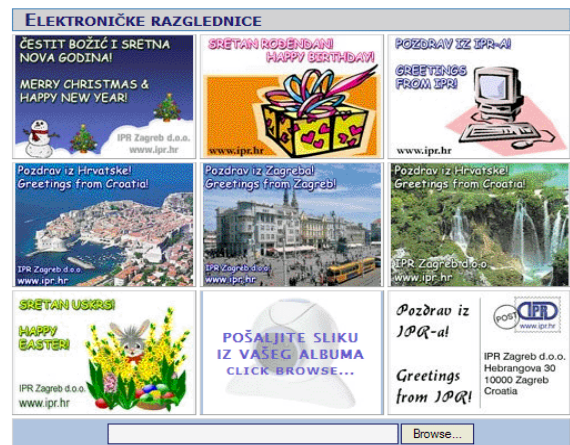 ELEKTRONIČKE RAZGLEDNICE
ČESTIT BOŽIĆ I SRETNA
NOVA GODINA!
MERRY CHRISTMAS &
HAPPY NEW YEAR!
IPR Zagreb d.o.o.
www.ipr.hr
SRETAN ROĐENDAN!
HAPPY BIRTHDAY!
www.ipr.hr
POZDRAV IZ IPR-A!
GREETINGS
FROM IPR!
www.ipr.hr
Pozdrav iz Hrvatske!
Greetings from Croatia!
IPR Zagreb d.o.o.
www.ipr.hr
Pozdrav iz Zagreba!
Greetings from Zagreb!
IPR Zagreb d.o.o.
www.ipr.hr
Pozdrav iz Hrvatske!
Greetings from Croatia!
IPR Zagreb d.o.o.
www.ipr.hr
SRETAN USKRS!
HAPPY
EASTER!
IPR Zagreb d.o.o.
www.ipr.hr
POŠALJITE SLIKU
IZ VAŠEG ALBUMA
CLICK BROWSE...
Pozdrav iz
IPR-a!
Greetings
from IPR!
POST
IPR
www.ipr.hr
IPR Zagreb d.o.o.
Hebrangova 30
10000 Zagreb
Croatia
Browse...